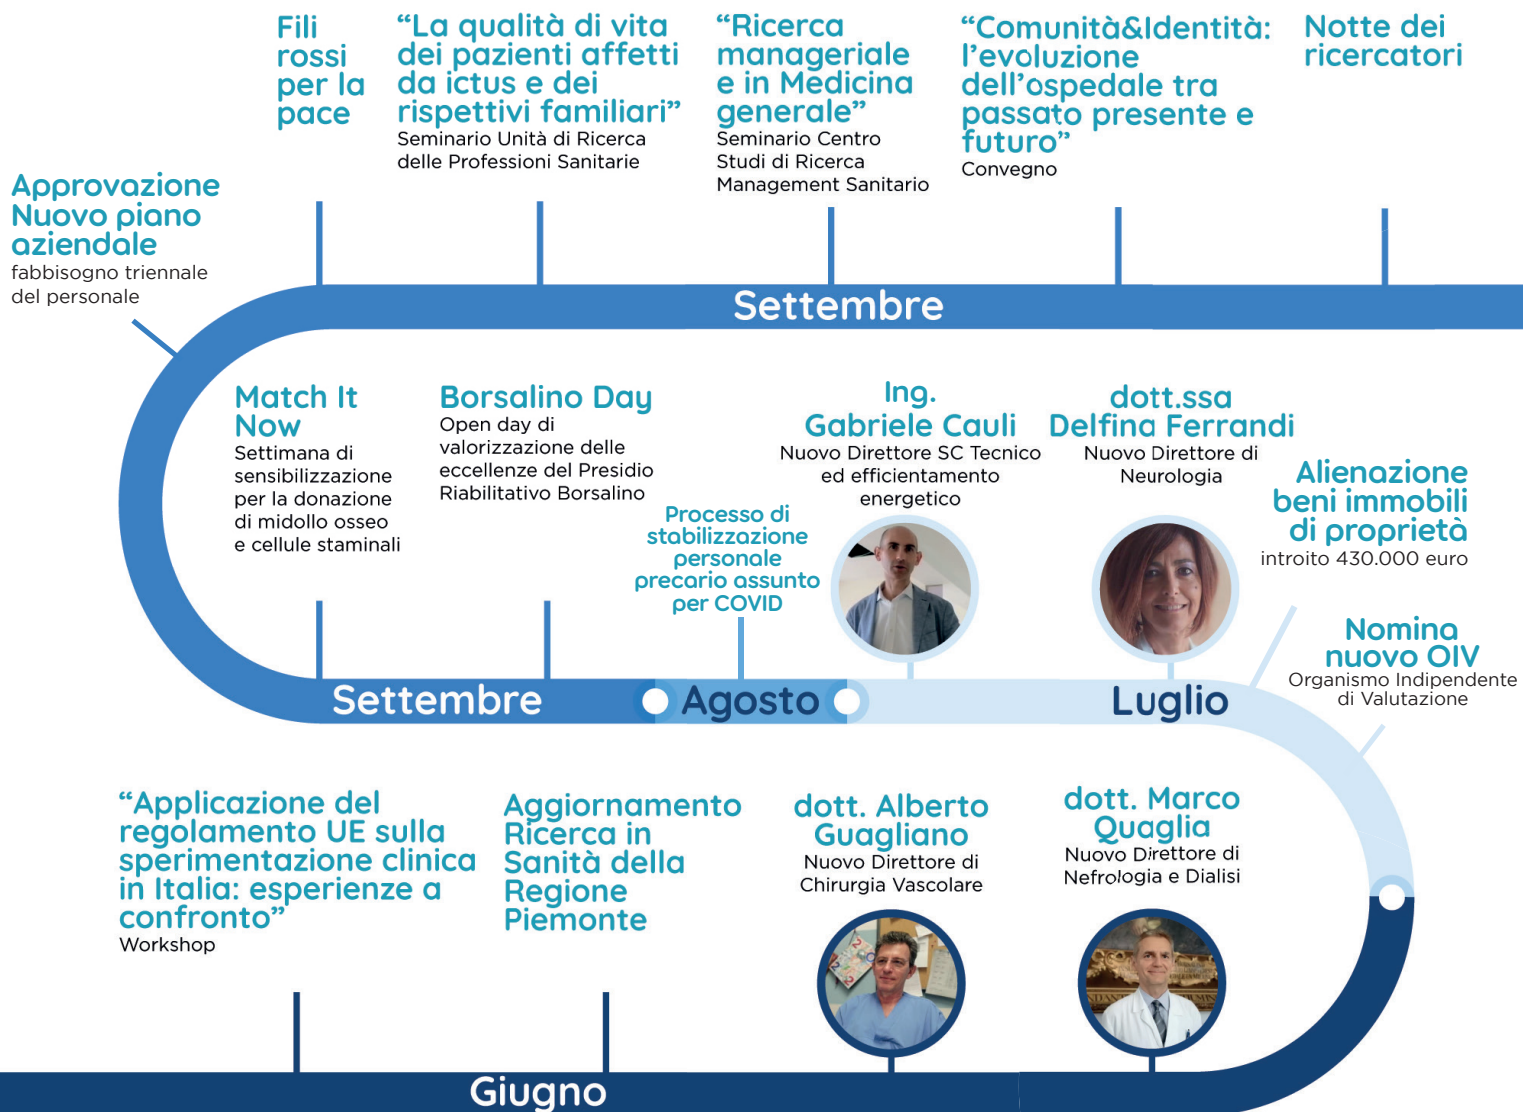 Fili
rossi
per la
pace
“La qualità di vita
dei pazienti affetti
da ictus e dei
rispettivi familiari”
Seminario Unità di Ricerca
delle Professioni Sanitarie
“Ricerca
manageriale
e in Medicina
generale”
Seminario Centro
Studi di Ricerca
Management Sanitario
“Comunità&Identità:
l’evoluzione
dell’ospedale tra
passato presente e
futuro”
Convegno
Notte dei
ricercatori
Approvazione
Nuovo piano
aziendale
fabbisogno triennale
del personale
Settembre
Match It
Now
Settimana di
sensibilizzazione
per la donazione
di midollo osseo
e cellule staminali
Borsalino Day
Open day di
valorizzazione delle
eccellenze del Presidio
Riabilitativo Borsalino
Processo di
stabilizzazione
personale
precario assunto
per COVID
Ing.
Gabriele Cauli
Nuovo Direttore SC Tecnico
ed efficientamento
energetico
dott.ssa
Delfina Ferrandi
Nuovo Direttore di
Neurologia
Alienazione
beni immobili
di proprietà
introito 430.000 euro
Nomina
nuovo OIV
Organismo Indipendente
di Valutazione
Settembre
Agosto
Luglio
“Applicazione del
regolamento UE sulla
sperimentazione clinica
in Italia: esperienze a
confronto”
Workshop
Aggiornamento
Ricerca in
Sanità della
Regione
Piemonte
dott. Alberto
Guagliano
Nuovo Direttore di
Chirurgia Vascolare
dott. Marco
Quaglia
Nuovo Direttore di
Nefrologia e Dialisi
Giugno